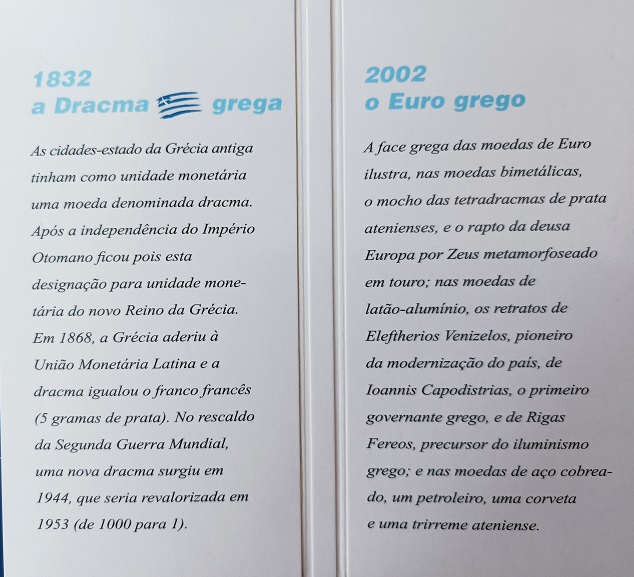 1832
a Dracma grega
As cidades-estado da Grécia antiga
tinham como unidade monetária
uma moeda denominada dracma.
Após a independência do Império
Otomano ficou pois esta
designação para unidade mone-
tária do novo Reino da Grécia.
Em 1868, a Grécia aderiu à
União Monetária Latina e a
dracma igualou o franco francês
(5 gramas de prata). No rescaldo
da Segunda Guerra Mundial,
uma nova dracma surgiu em
1944, que seria revalorizada em
1953 (de 1000 para 1).
2002
o Euro grego
A face grega das moedas de Euro
ilustra, nas moedas bimetálicas,
o mocho das tetradracmas de prata
atenienses, e o rapto da deusa
Europa por Zeus metamorfoseado
em touro; nas moedas de
latão-alumínio, os retratos de
Eleftherios Venizelos, pioneiro
da modernização do país, de
Ioannis Capodistrias, o primeiro
governante grego, e de Rigas
Fereos, precursor do iluminismo
grego; e nas moedas de aço cobrea-
do, um petroleiro, uma corveta
e uma trirreme ateniense.